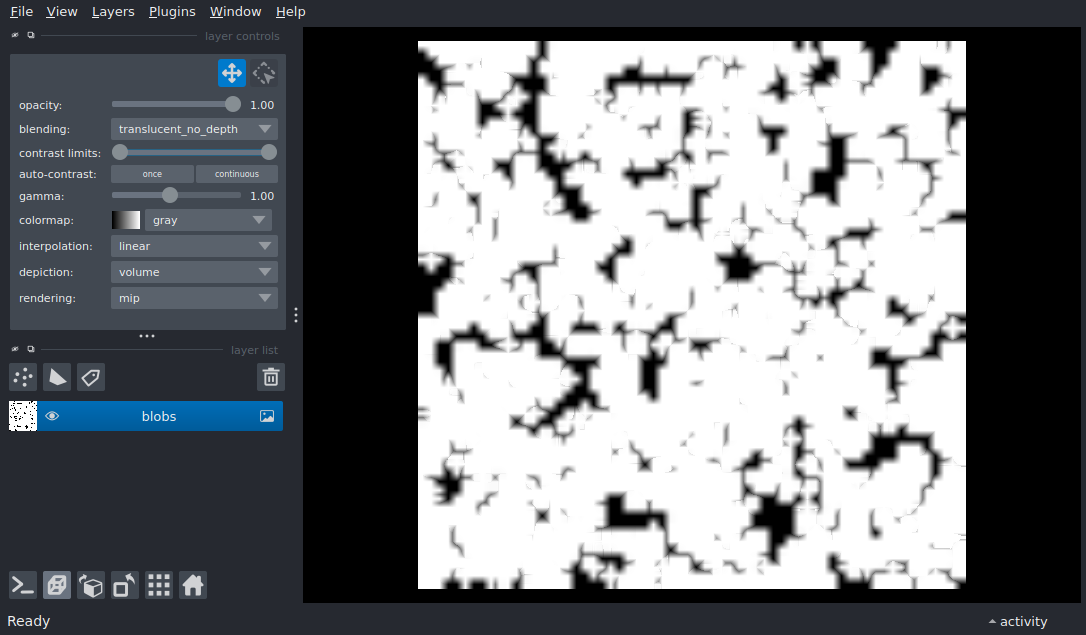 File View Layers Plugins Window Help
layer controls
opacity: 1.00
blending: translucent_no_depth
contrast limits:
auto-contrast: once continuous
gamma: 1.00
colormap: gray
interpolation: linear
depiction: volume
rendering: mip
layer list
blobs
Ready activity